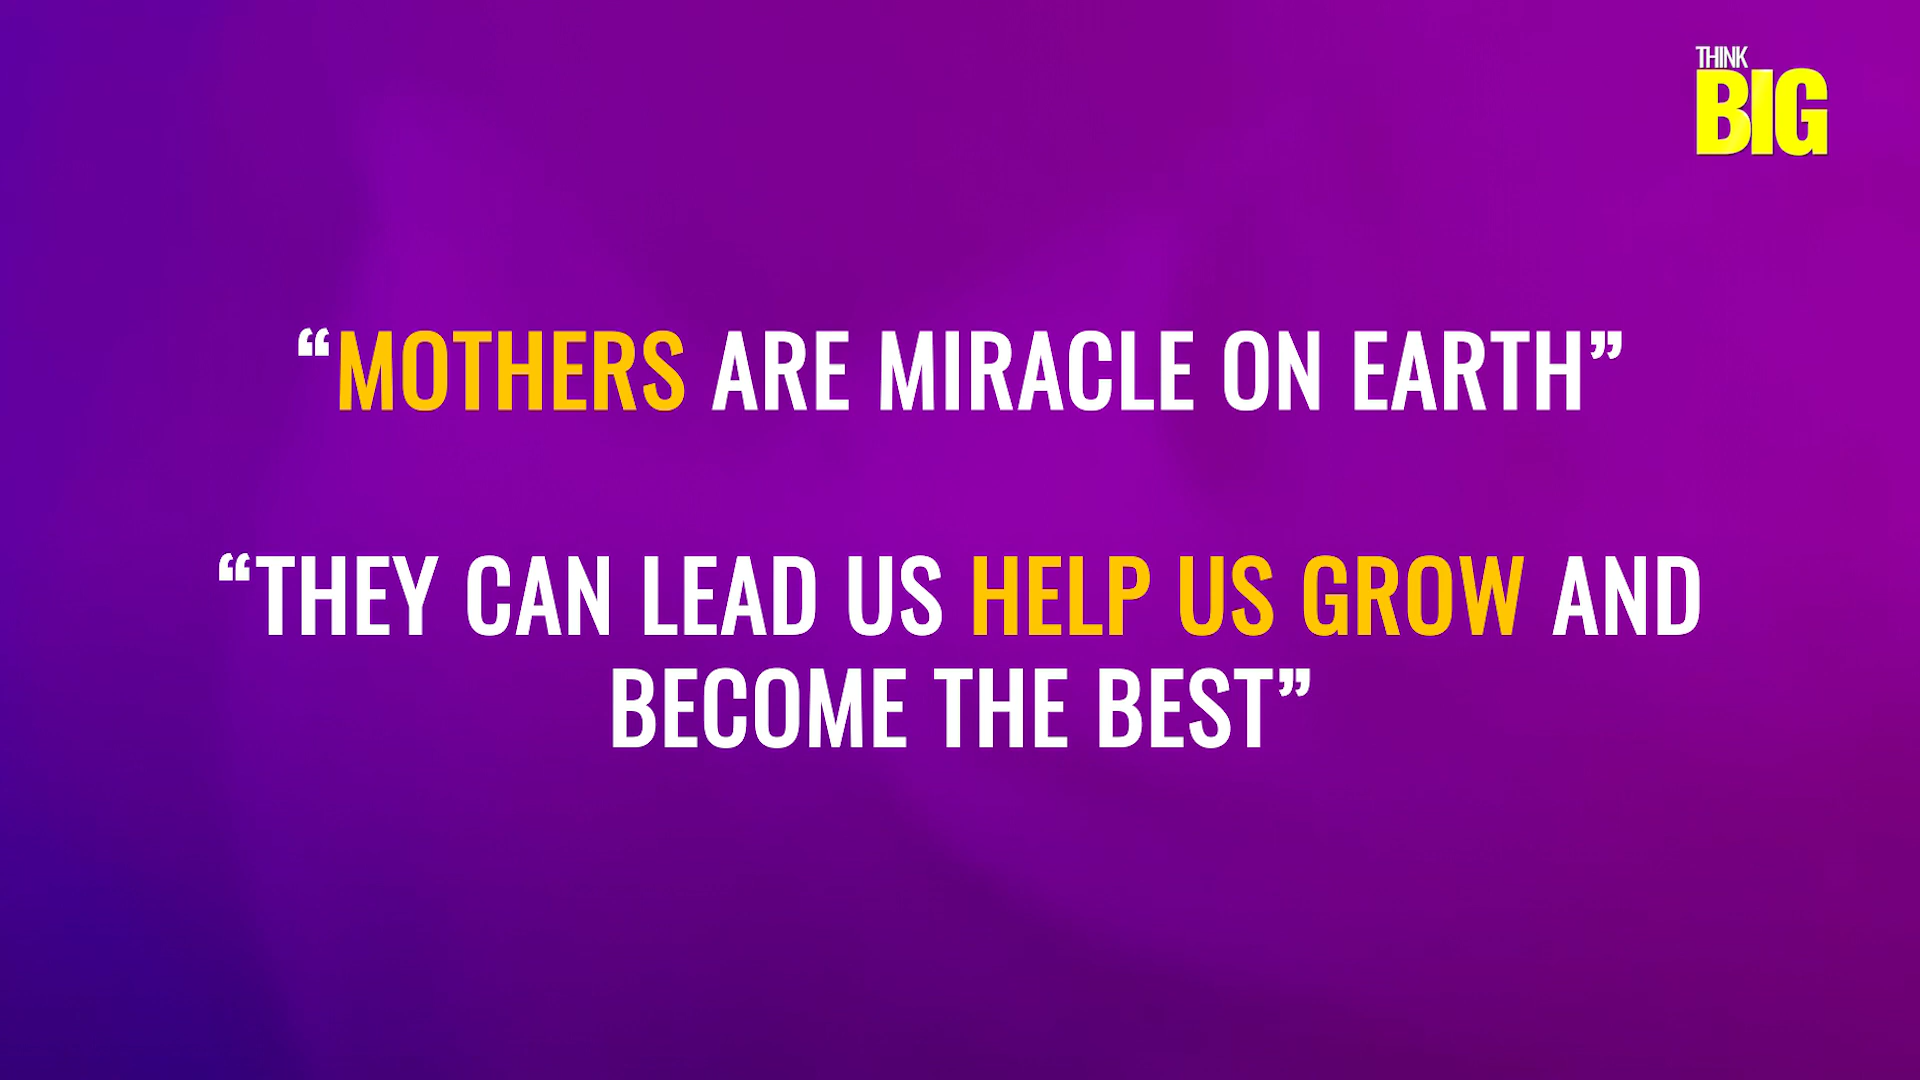 THINK
BIG
“MOTHERS ARE MIRACLE ON EARTH”
“THEY CAN LEAD US HELP US GROW AND
BECOME THE BEST”